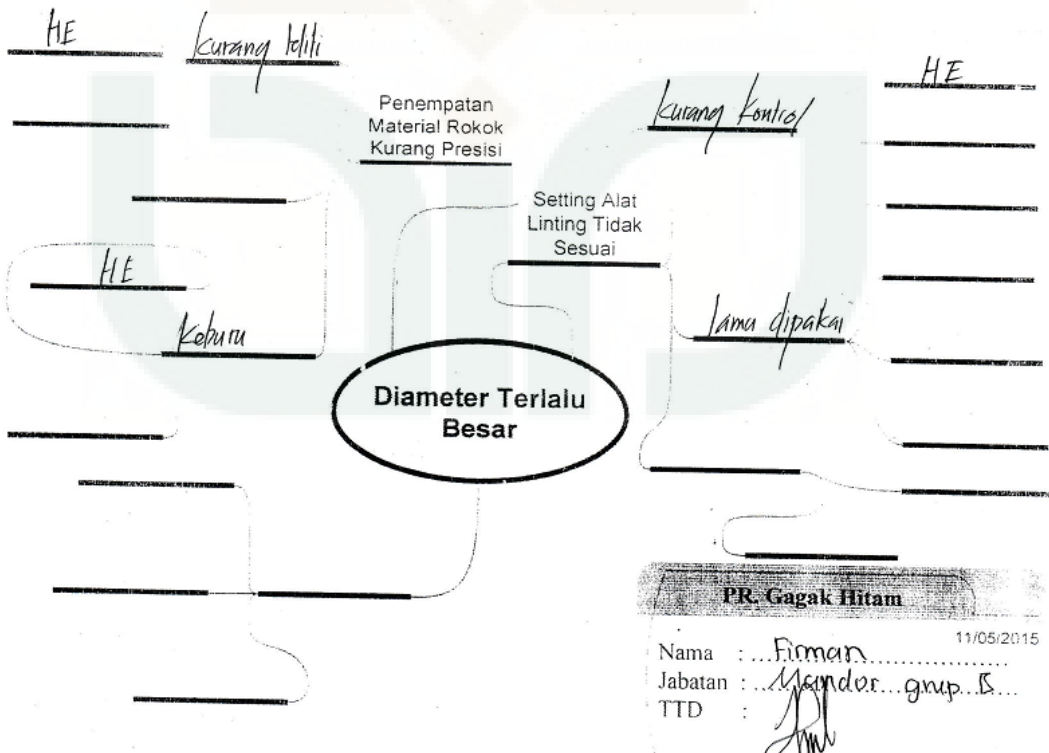 HE
kurang teliti
HE
Penempatan
Material Rokok
Kurang Presisi
kurang kontrol
Setting Alat
Linting Tidak
Sesuai
HE
lama dipakai
Keburu
Diameter Terlalu
Besar
PR. Gagak Hitam
11/05/2015
Nama : Firman
Jabatan : Mandor grup B
TTD :